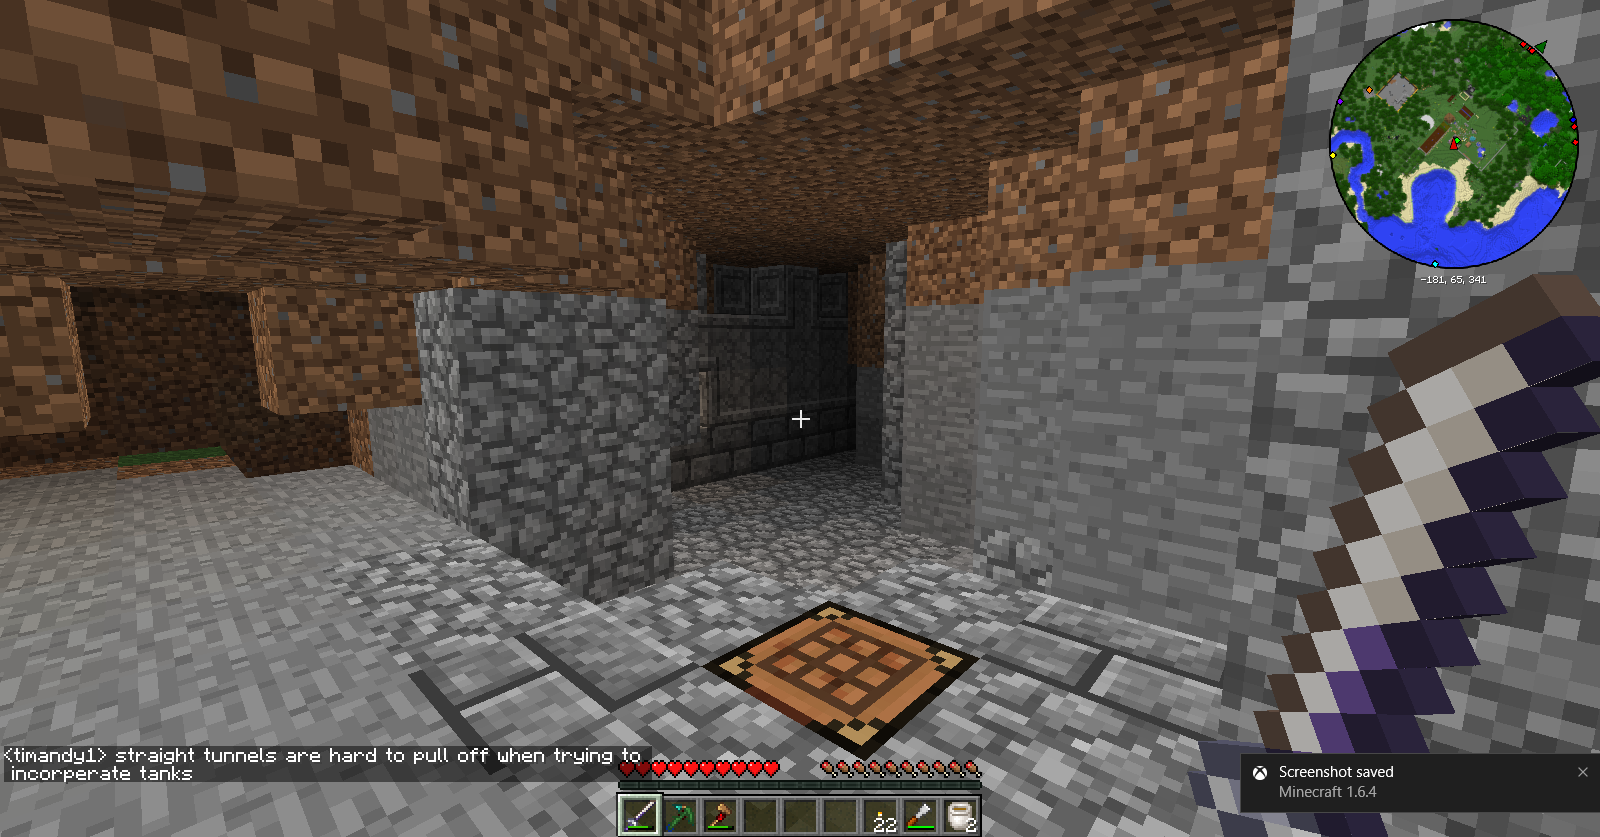 -181, 65, 341
<timandy1> straight tunnels are hard to pull off when trying to
incorperate tanks
Screenshot saved
Minecraft 1.6.4
22
2